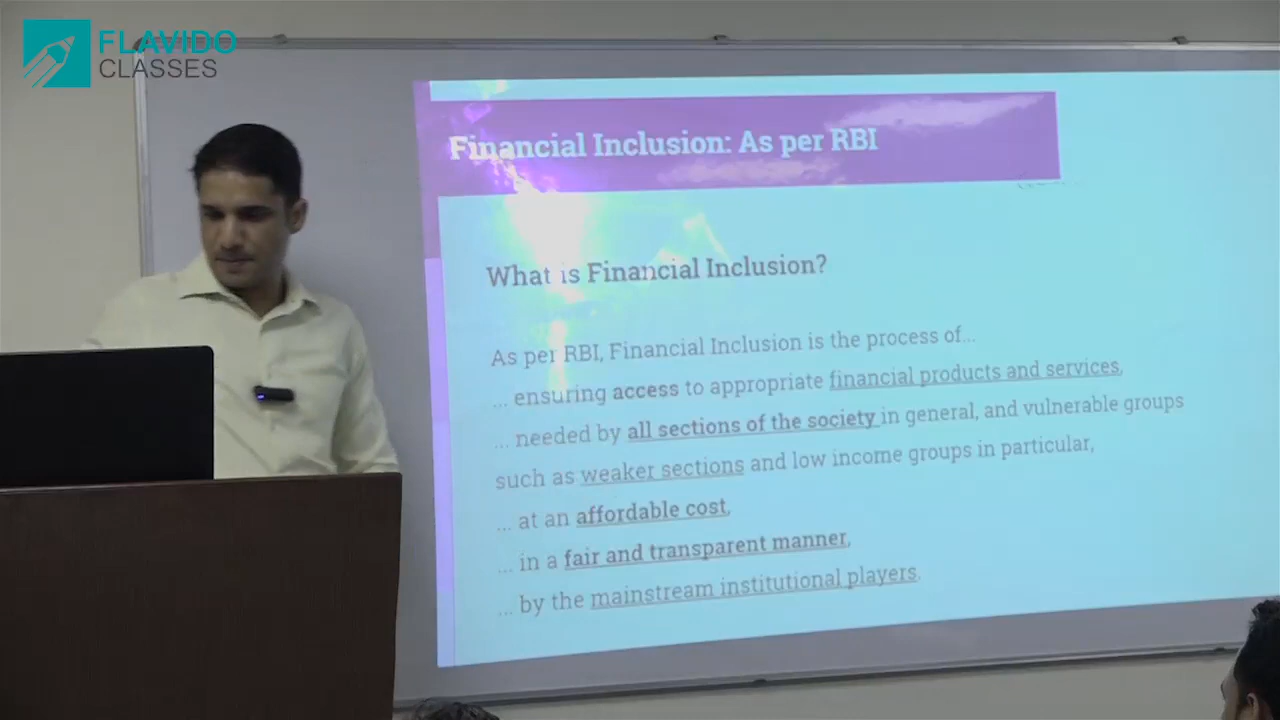 FLAVIDO
CLASSES
Financial Inclusion: As per RBI
What is Financial Inclusion?
As per RBI, Financial Inclusion is the process of...
... ensuring access to appropriate financial products and services,
... needed by all sections of the society in general, and vulnerable groups
such as weaker sections and low income groups in particular,
... at an affordable cost,
... in a fair and transparent manner,
... by the mainstream institutional players.